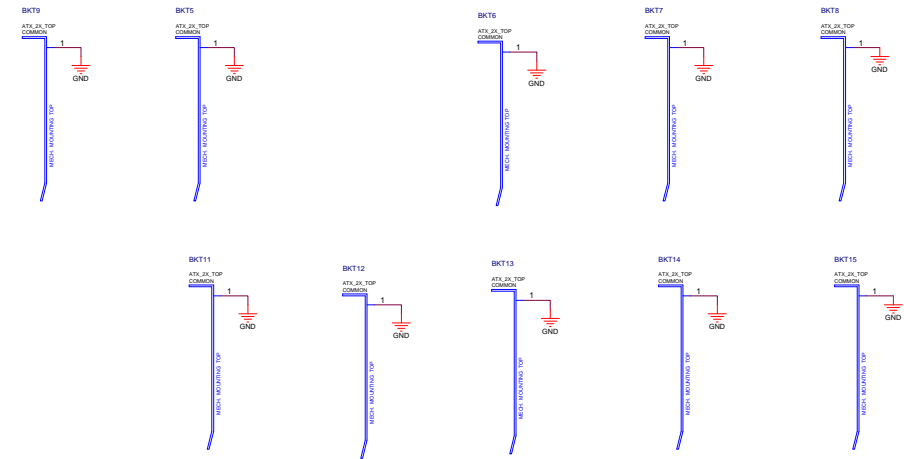 BKT9
ATX_2X_TOP
COMMON
1
GND
MECH. MOUNTING TOP
BKT5
ATX_2X_TOP
COMMON
1
GND
MECH. MOUNTING TOP
BKT6
ATX_2X_TOP
COMMON
1
GND
MECH. MOUNTING TOP
BKT7
ATX_2X_TOP
COMMON
1
GND
MECH. MOUNTING TOP
BKT8
ATX_2X_TOP
COMMON
1
GND
MECH. MOUNTING TOP
BKT11
ATX_2X_TOP
COMMON
1
GND
MECH. MOUNTING TOP
BKT12
ATX_2X_TOP
COMMON
1
GND
MECH. MOUNTING TOP
BKT13
ATX_2X_TOP
COMMON
1
GND
MECH. MOUNTING TOP
BKT14
ATX_2X_TOP
COMMON
1
GND
MECH. MOUNTING TOP
BKT15
ATX_2X_TOP
COMMON
1
GND
MECH. MOUNTING TOP